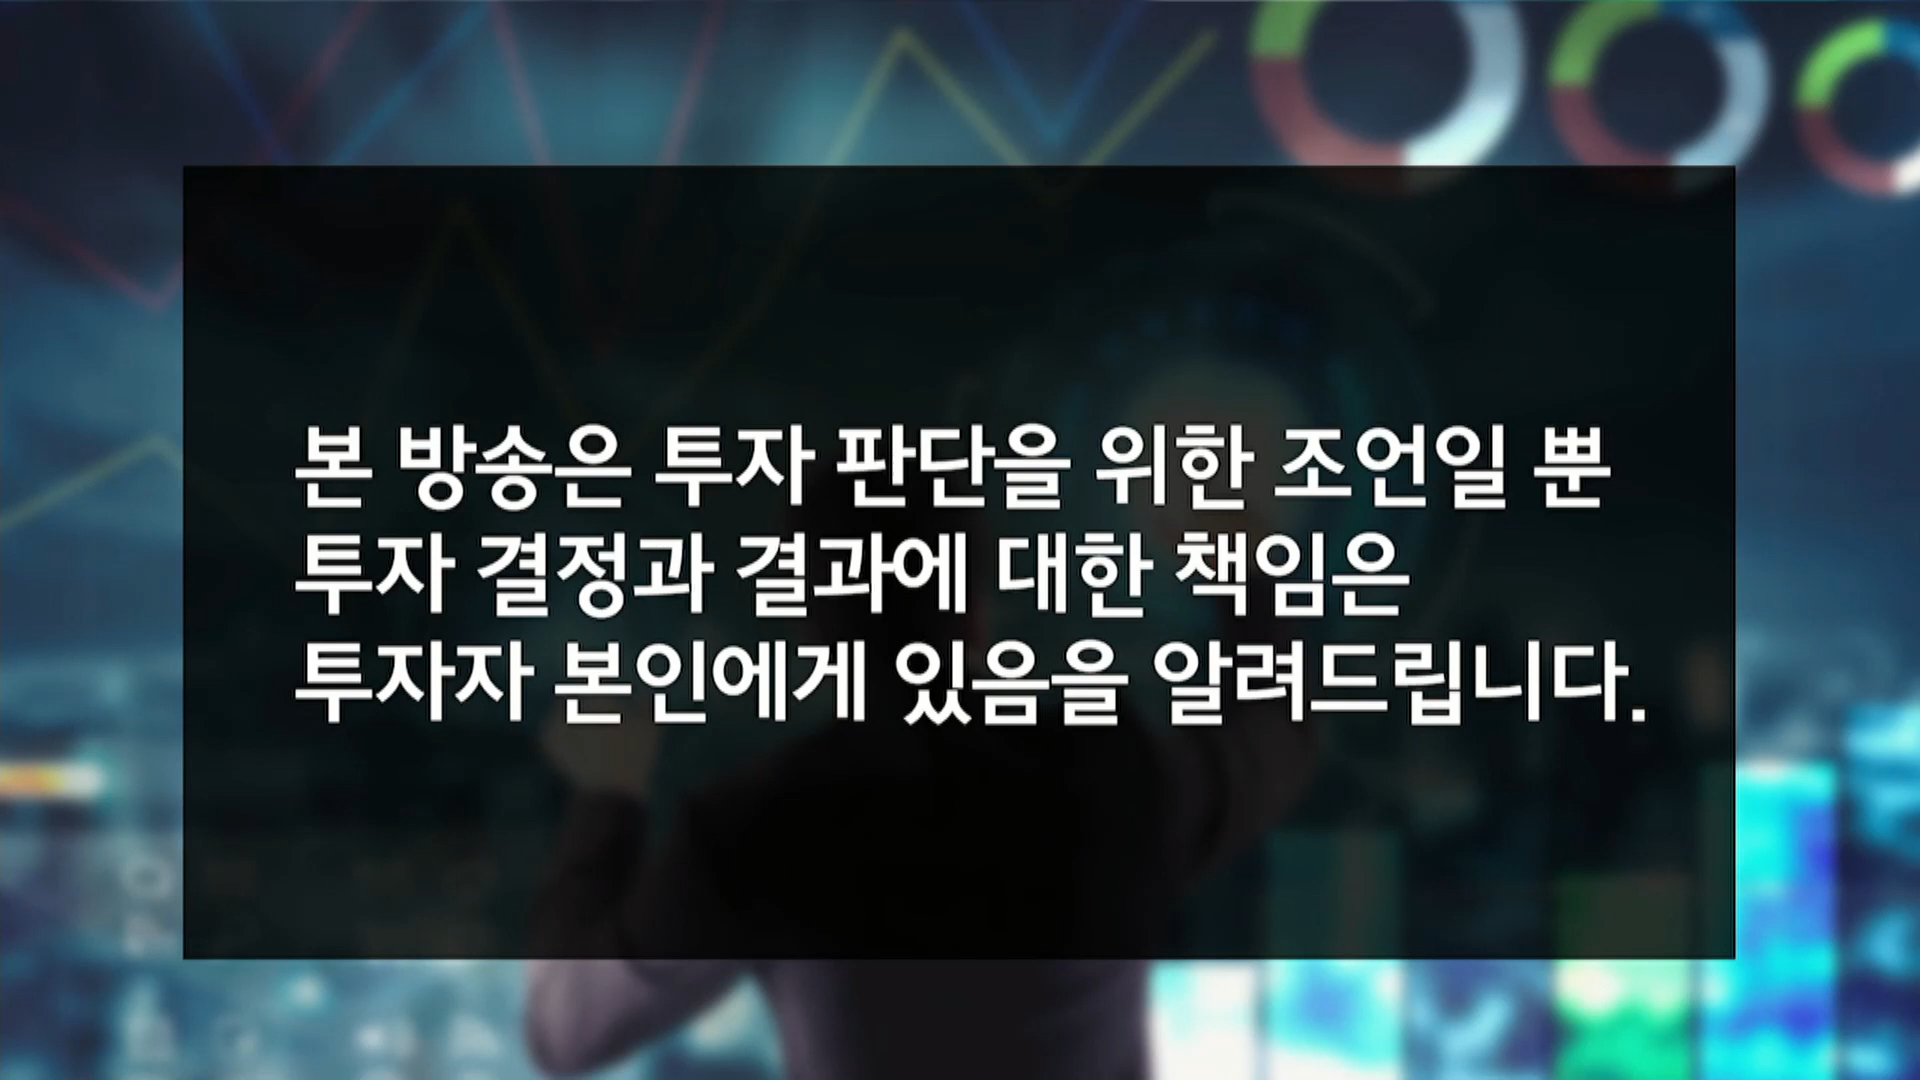 본 방송은 투자 판단을 위한 조언일 뿐
투자 결정과 결과에 대한 책임은
투자자 본인에게 있음을 알려드립니다.